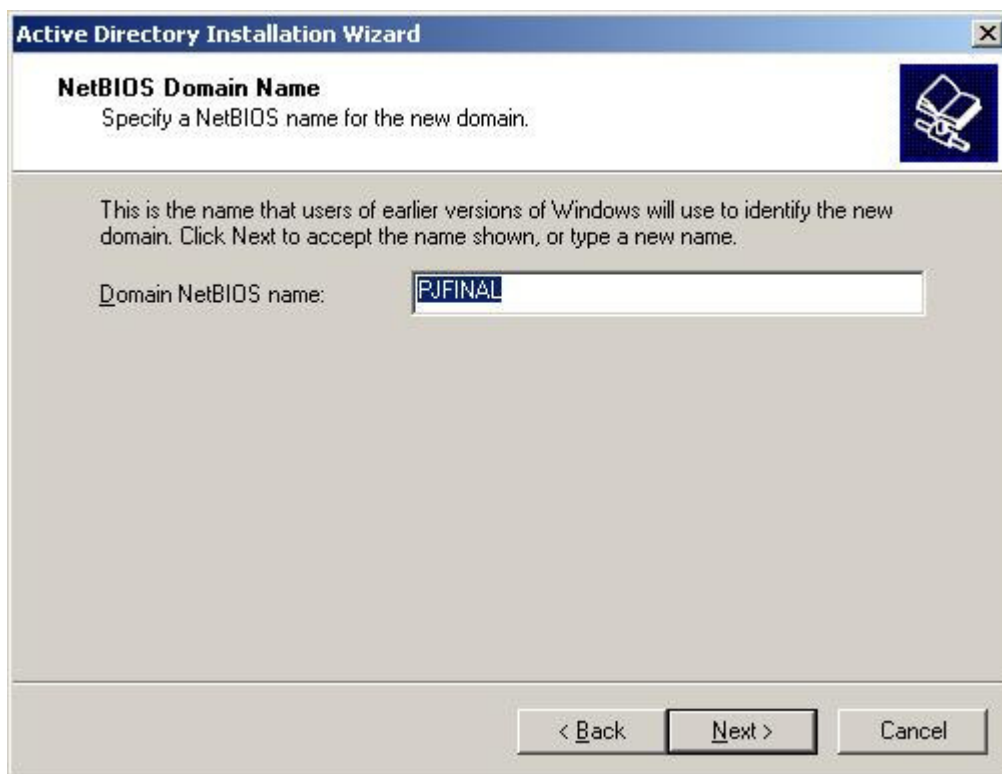 Active Directory Installation Wizard
NetBIOS Domain Name
Specify a NetBIOS name for the new domain.
This is the name that users of earlier versions of Windows will use to identify the new
domain. Click Next to accept the name shown, or type a new name.
Domain NetBIOS name: PJFINAL
< Back Next > Cancel